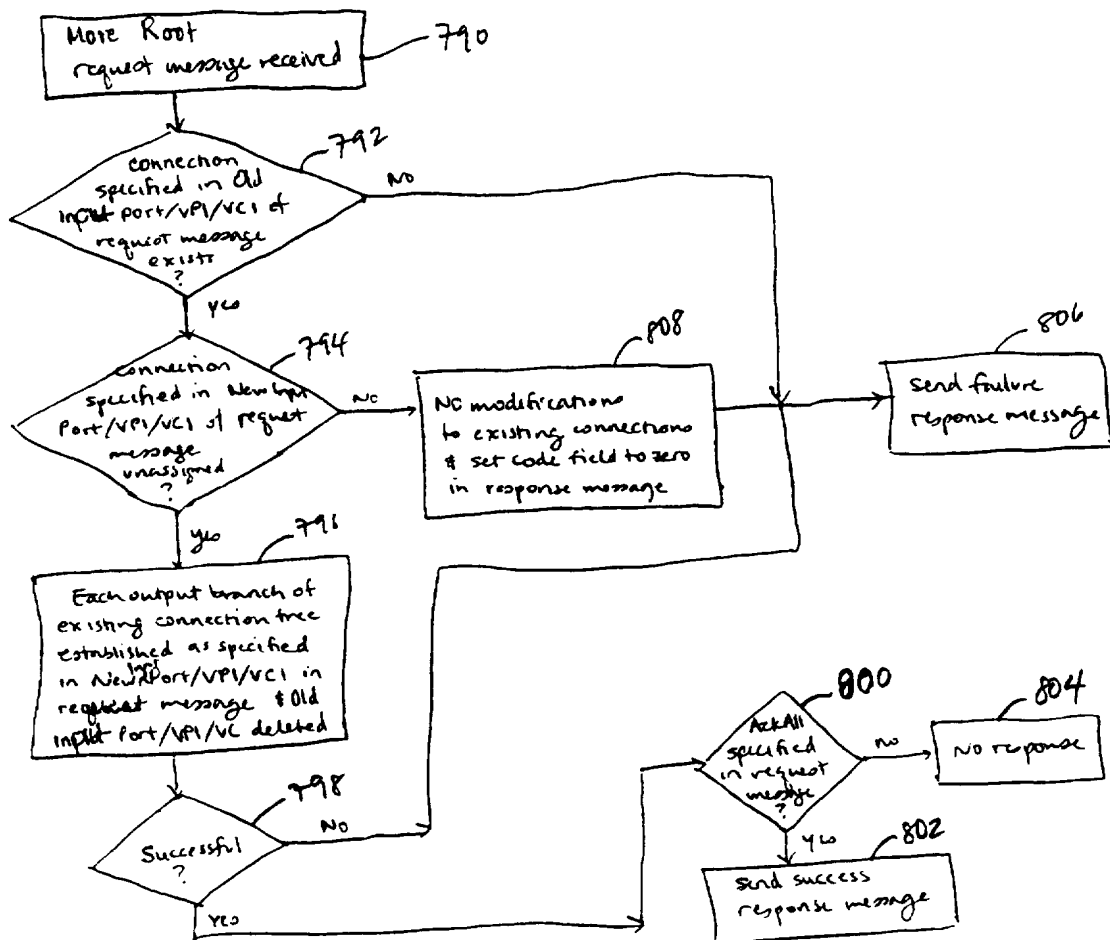 Move Root
request message received
790
792
connection
specified in Old
Input Port/VPI/VCI of
request message
exists
?
No
yes
794
connection
specified in New Input
Port/VPI/VCI of request
message
unassigned
?
No
808
No modifications
to existing connections
& set code field to zero
in response message
806
send failure
response message
yes
796
Each output branch of
existing connection tree
established as specified
in New Input Port/VPI/VCI in
request message & Old
Input Port/VPI/VC deleted
798
Successful
?
No
yes
800
AckAll
specified
in request
message
?
no
804
No response
yes
802
send success
response message